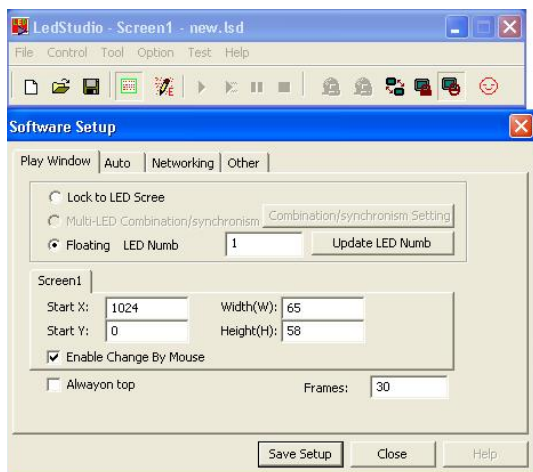 LedStudio - Screen1 - new.lsd
File Control Tool Option Test Help
Software Setup
Play Window Auto Networking Other
Lock to LED Scree
Multi-LED Combination/synchronism Combination/synchronism Setting
Floating LED Numb 1 Update LED Numb
Screen1
Start X: 1024 Width(W): 65
Start Y: 0 Height(H): 58
Enable Change By Mouse
Alwayon top Frames: 30
Save Setup Close Help